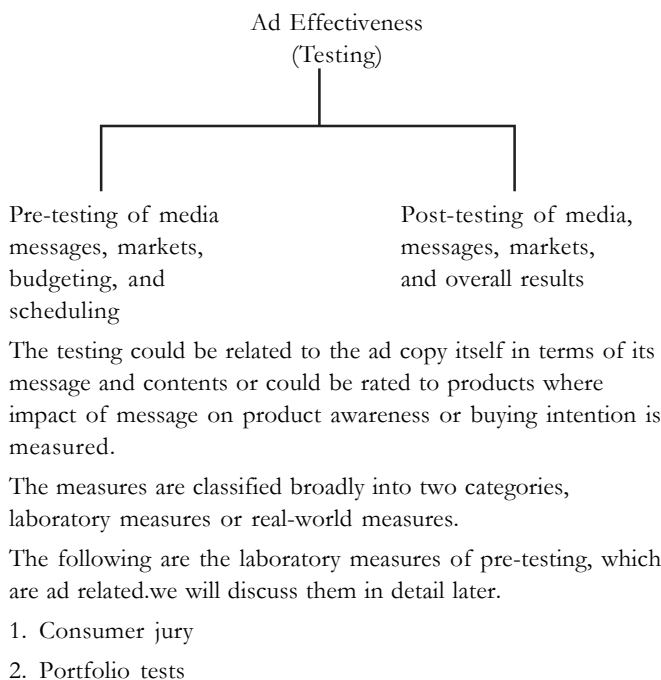 Ad Effectiveness
(Testing)
Pre-testing of media
messages, markets,
budgeting, and
scheduling
Post-testing of media,
messages, markets,
and overall results
The testing could be related to the ad copy itself in terms of its
message and contents or could be rated to products where
impact of message on product awareness or buying intention is
measured.
The measures are classified broadly into two categories,
laboratory measures or real-world measures.
The following are the laboratory measures of pre-testing, which
are ad related.we will discuss them in detail later.
1. Consumer jury
2. Portfolio tests